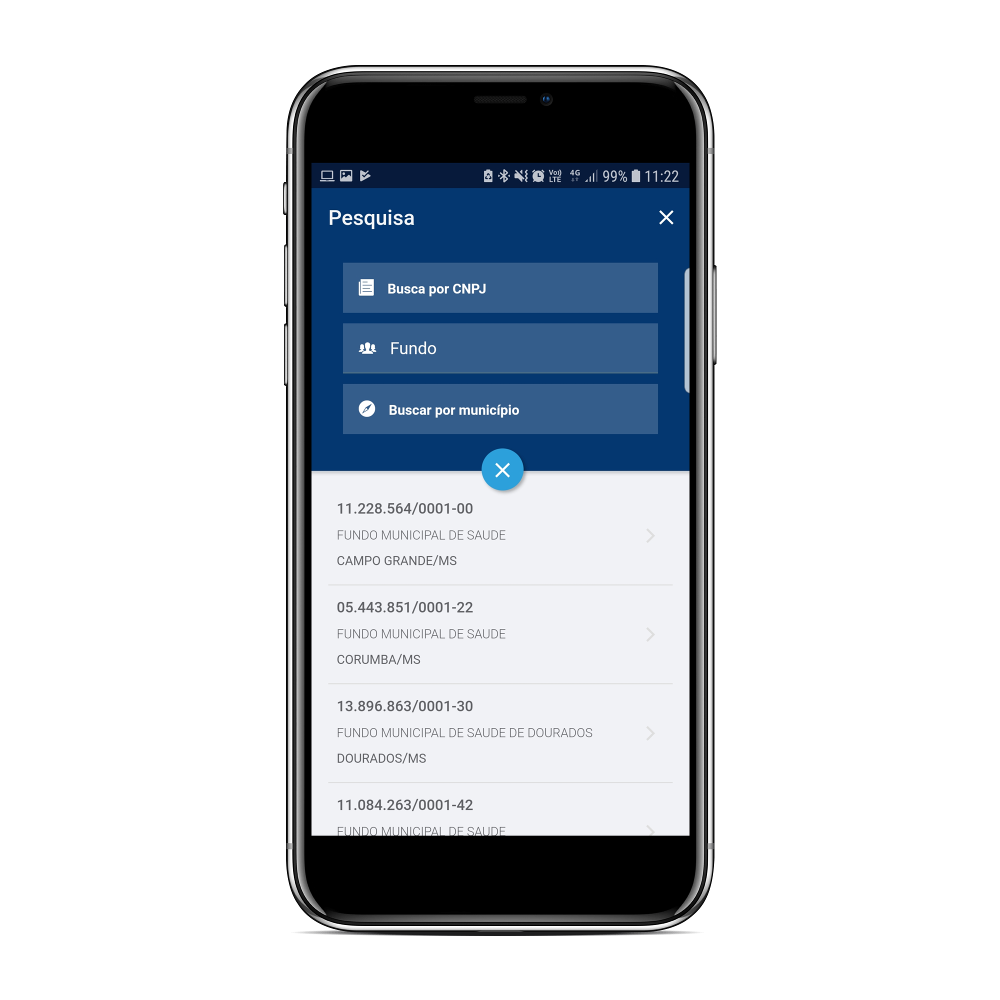 Vo)) 4G 99% 11:22
LTE
Pesquisa
Busca por CNPJ
Fundo
Buscar por município
11.228.564/0001-00
FUNDO MUNICIPAL DE SAUDE
CAMPO GRANDE/MS
05.443.851/0001-22
FUNDO MUNICIPAL DE SAUDE
CORUMBA/MS
13.896.863/0001-30
FUNDO MUNICIPAL DE SAUDE DE DOURADOS
DOURADOS/MS
11.084.263/0001-42
FUNDO MUNICIPAL DE SAUDE